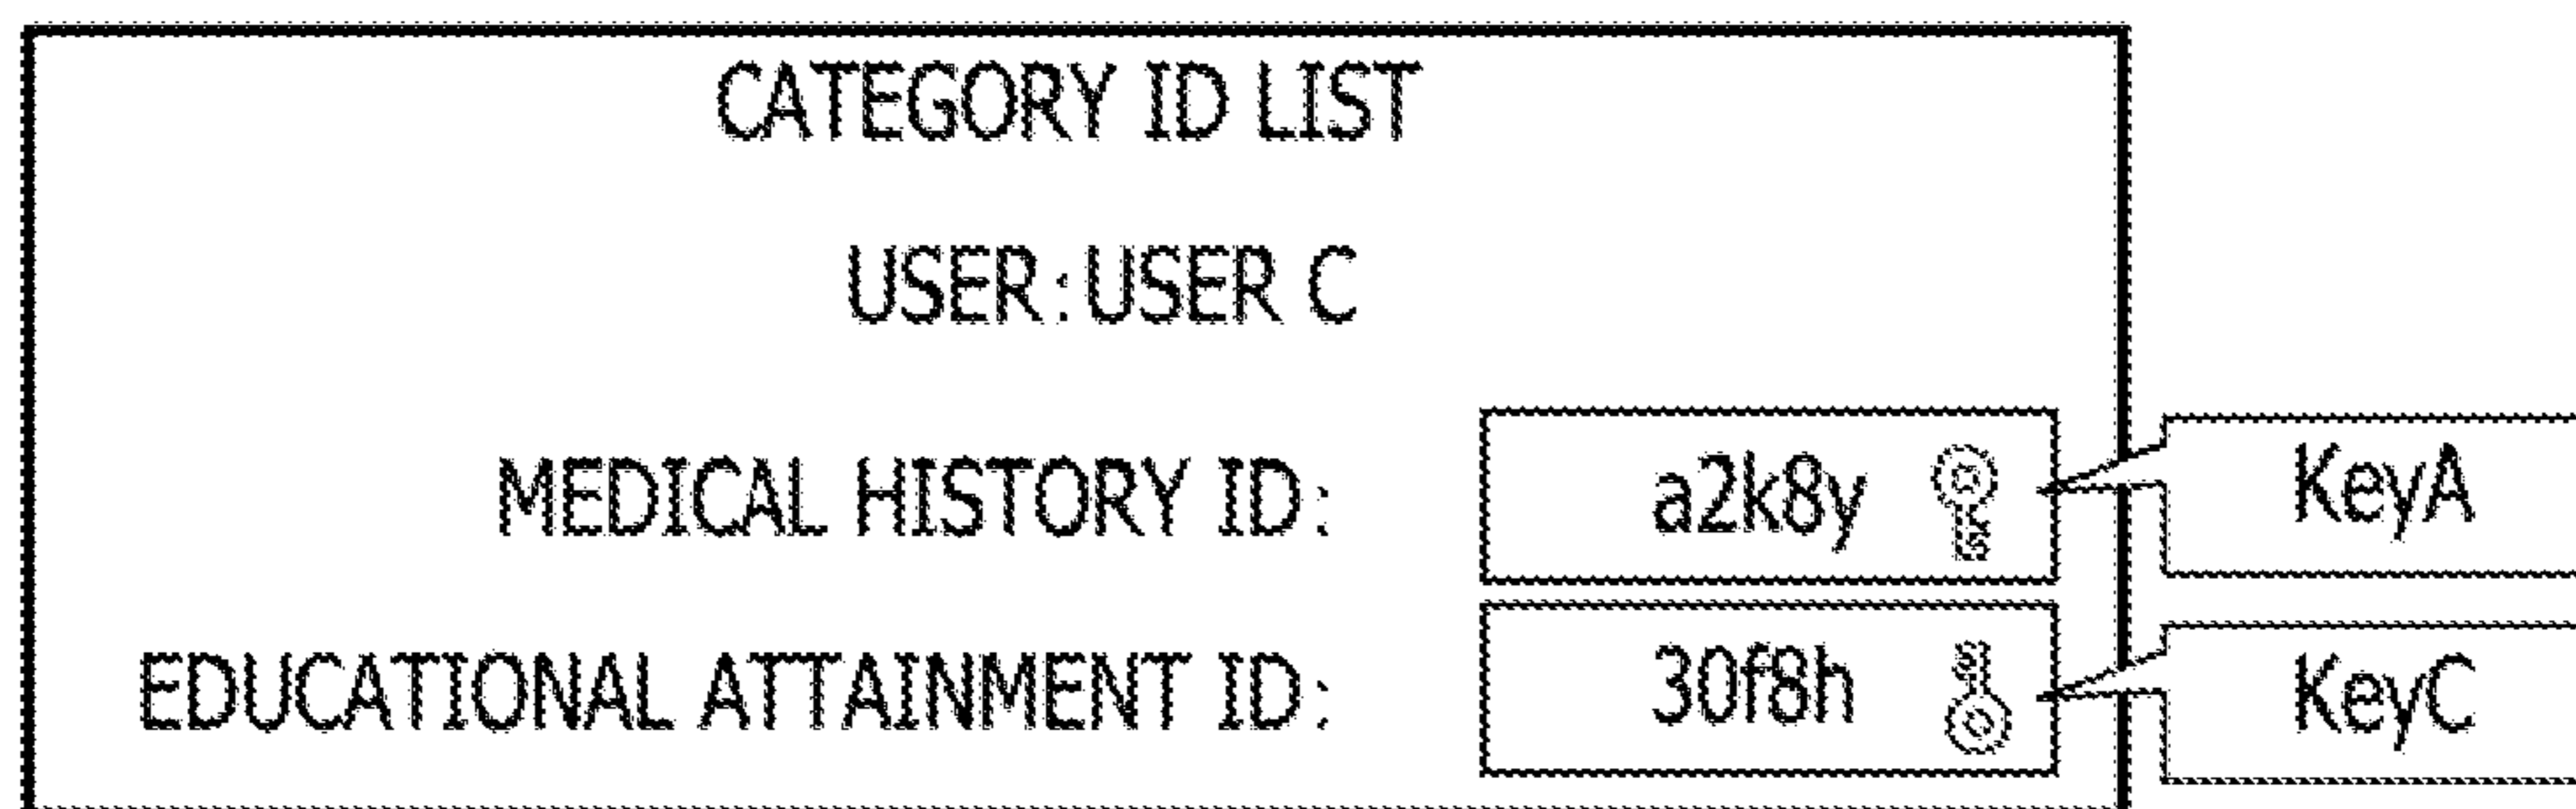 CATEGORY ID LIST
USER:USER C
MEDICAL HISTORY ID: a2k8y KeyA
EDUCATIONAL ATTAINMENT ID: 30f8h KeyC